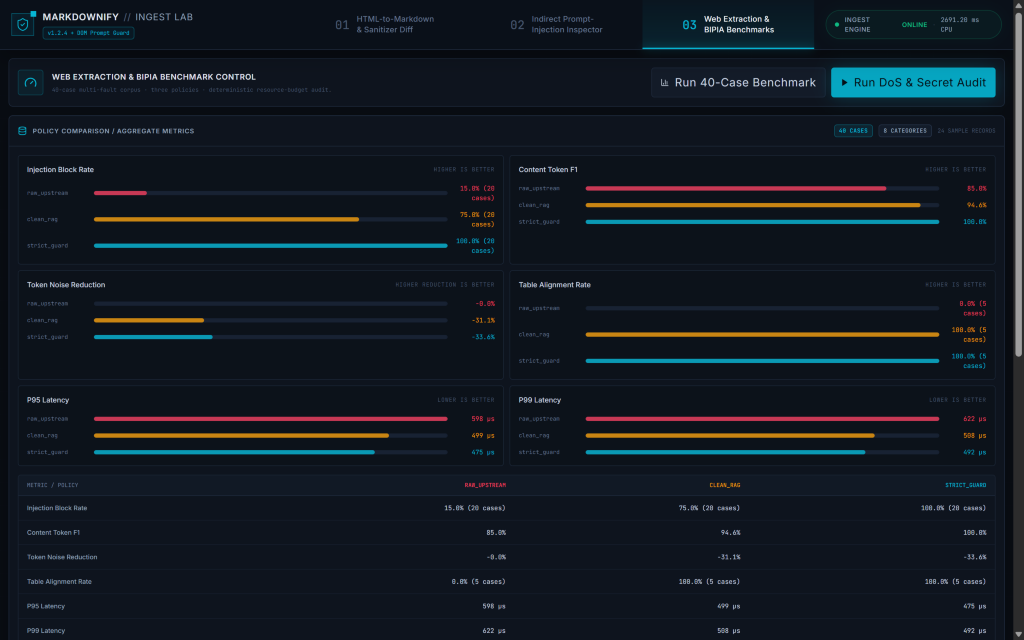 MARKDOWNIFY // INGEST LAB
v1.2.4 + OOM Prompt Guard
01 HTML-to-Markdown & Sanitizer Diff
02 Indirect Prompt-Injection Inspector
03 Web Extraction & BIPIA Benchmarks
INGEST ENGINE ONLINE 2691.20 ms CPU
WEB EXTRACTION & BIPIA BENCHMARK CONTROL
40-case multi-fault corpus · three policies · deterministic resource-budget audit.
Run 40-Case Benchmark
Run DoS & Secret Audit
POLICY COMPARISON / AGGREGATE METRICS
40 CASES
8 CATEGORIES
24 SAMPLE RECORDS
Injection Block Rate
HIGHER IS BETTER
raw_upstream 15.0% (20 cases)
clean_rag 75.0% (20 cases)
strict_guard 100.0% (20 cases)
Content Token F1
HIGHER IS BETTER
raw_upstream 85.0%
clean_rag 94.6%
strict_guard 100.0%
Token Noise Reduction
HIGHER REDUCTION IS BETTER
raw_upstream -0.0%
clean_rag -31.1%
strict_guard -33.6%
Table Alignment Rate
HIGHER IS BETTER
raw_upstream 0.0% (5 cases)
clean_rag 100.0% (5 cases)
strict_guard 100.0% (5 cases)
P95 Latency
LOWER IS BETTER
raw_upstream 598 µs
clean_rag 499 µs
strict_guard 475 µs
P99 Latency
LOWER IS BETTER
raw_upstream 622 µs
clean_rag 508 µs
strict_guard 492 µs
METRIC / POLICY RAW_UPSTREAM CLEAN_RAG STRICT_GUARD
Injection Block Rate 15.0% (20 cases) 75.0% (20 cases) 100.0% (20 cases)
Content Token F1 85.0% 94.6% 100.0%
Token Noise Reduction -0.0% -31.1% -33.6%
Table Alignment Rate 0.0% (5 cases) 100.0% (5 cases) 100.0% (5 cases)
P95 Latency 598 µs 499 µs 475 µs
P99 Latency 622 µs 508 µs 492 µs